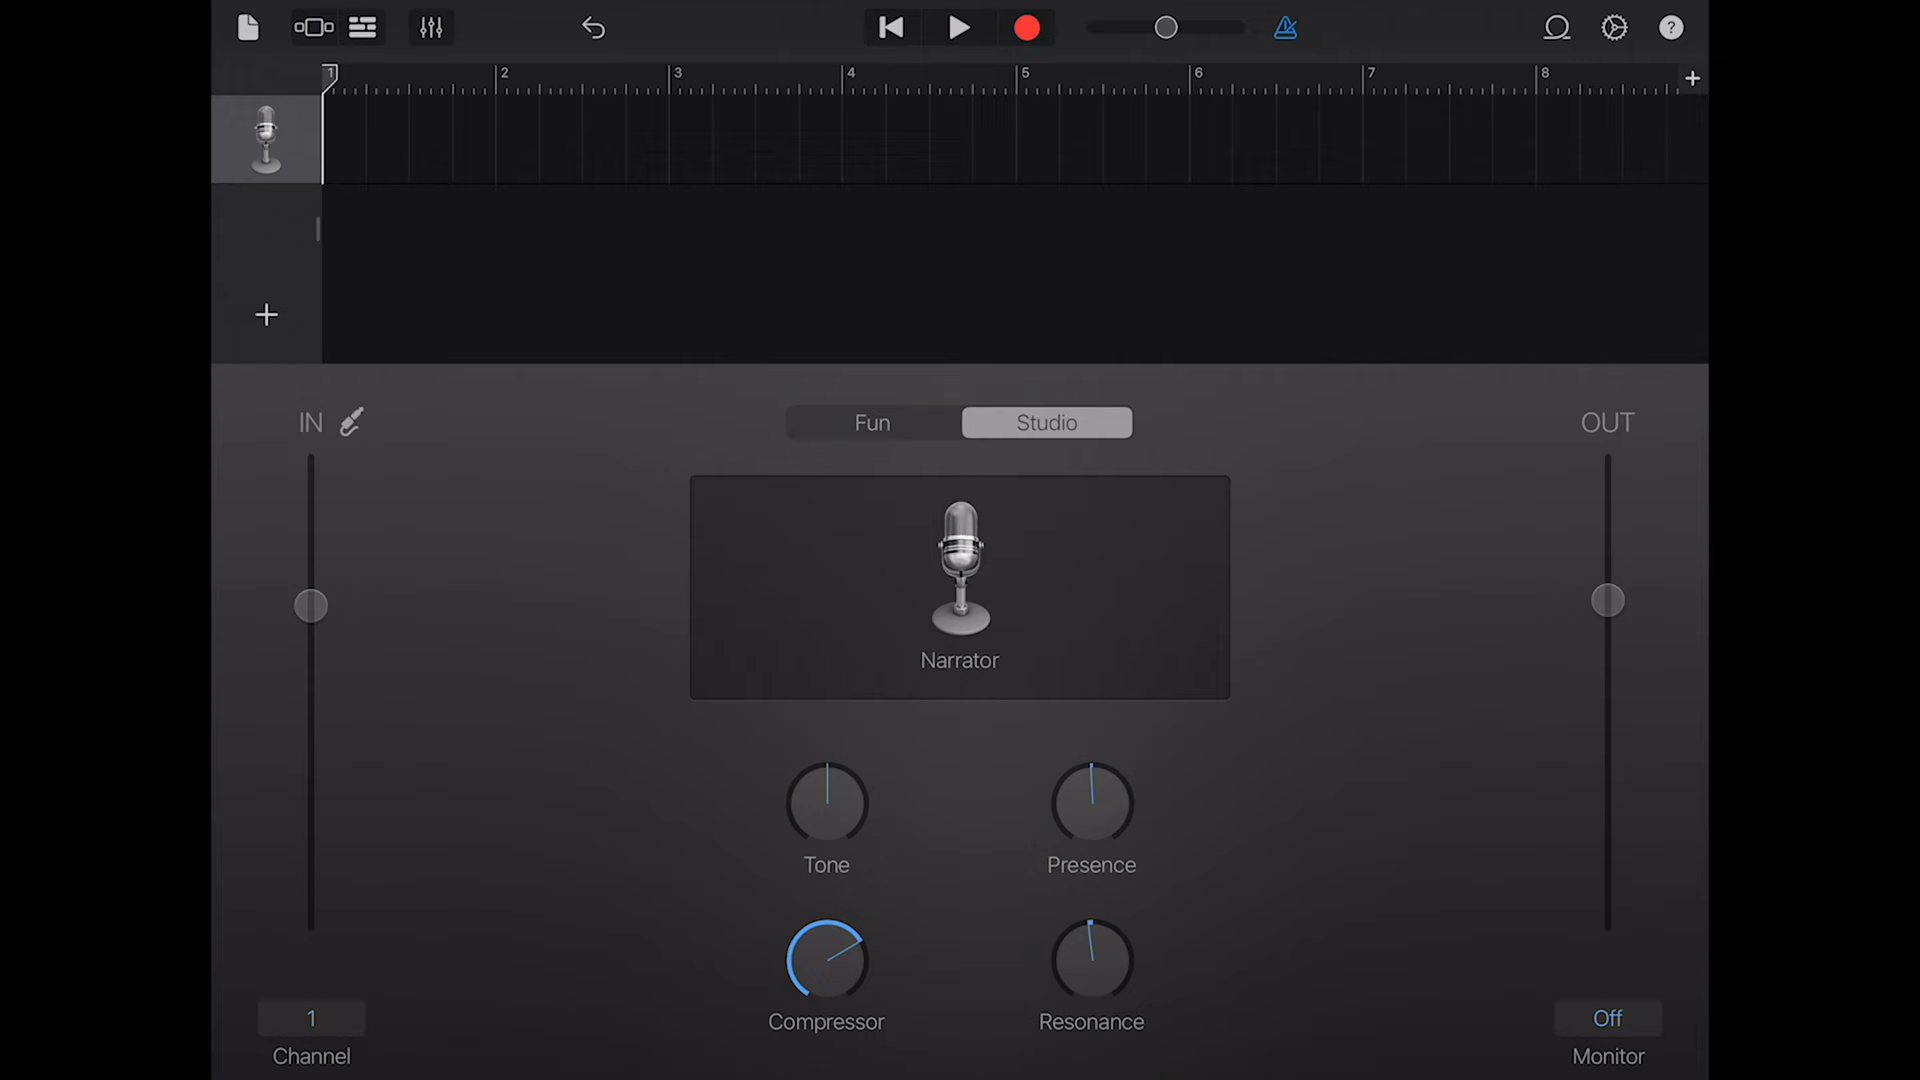 ?
1 2 3 4 5 6 7 8
IN
Fun
Studio
OUT
Narrator
Tone
Presence
Compressor
Resonance
1
Channel
Off
Monitor